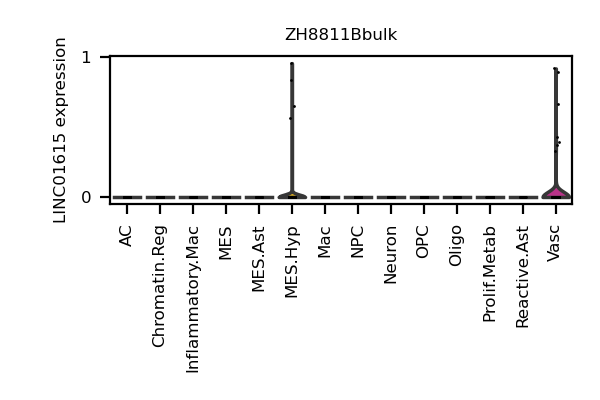 ZH8811Bbulk
LINC01615 expression
1
0
AC
Chromatin.Reg
Inflammatory.Mac
MES
MES.Ast
MES.Hyp
Mac
NPC
Neuron
OPC
Oligo
Prolif.Metab
Reactive.Ast
Vasc